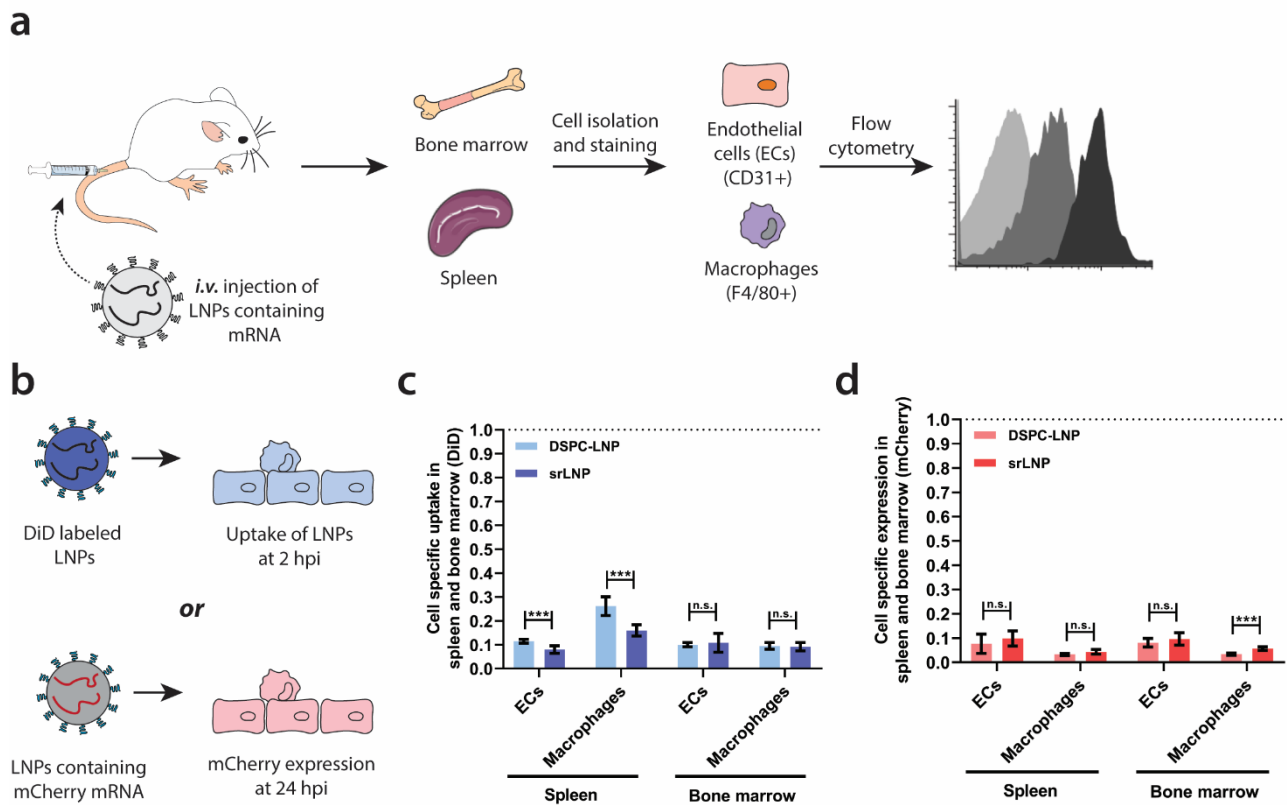 a
Bone marrow
Spleen
i.v. injection of
LNPs containing
mRNA
Cell isolation
and staining
Endothelial
cells (ECs)
(CD31+)
Macrophages
(F4/80+)
Flow
cytometry
b
DiD labeled
LNPs
Uptake of LNPs
at 2 hpi
or
LNPs containing
mCherry mRNA
mCherry expression
at 24 hpi
c
Cell specific uptake in
spleen and bone marrow (DiD)
1.0
0.9
0.8
0.7
0.6
0.5
0.4
0.3
0.2
0.1
0.0
DSPC-LNP
srLNP
***
***
n.s.
n.s.
ECs
Macrophages
ECs
Macrophages
Spleen
Bone marrow
d
Cell specific expression in
spleen and bone marrow (mCherry)
1.0
0.9
0.8
0.7
0.6
0.5
0.4
0.3
0.2
0.1
0.0
DSPC-LNP
srLNP
n.s.
n.s.
n.s.
***
ECs
Macrophages
ECs
Macrophages
Spleen
Bone marrow